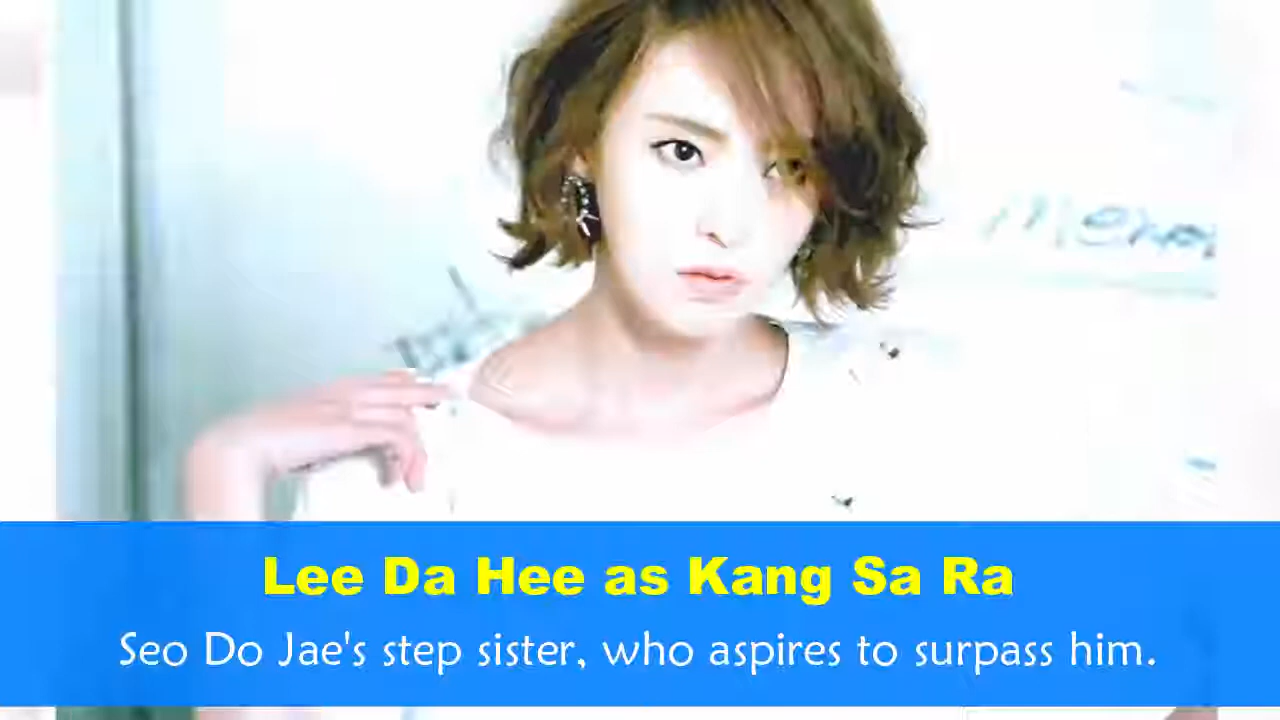 Lee Da Hee as Kang Sa Ra
Seo Do Jae's step sister, who aspires to surpass him.